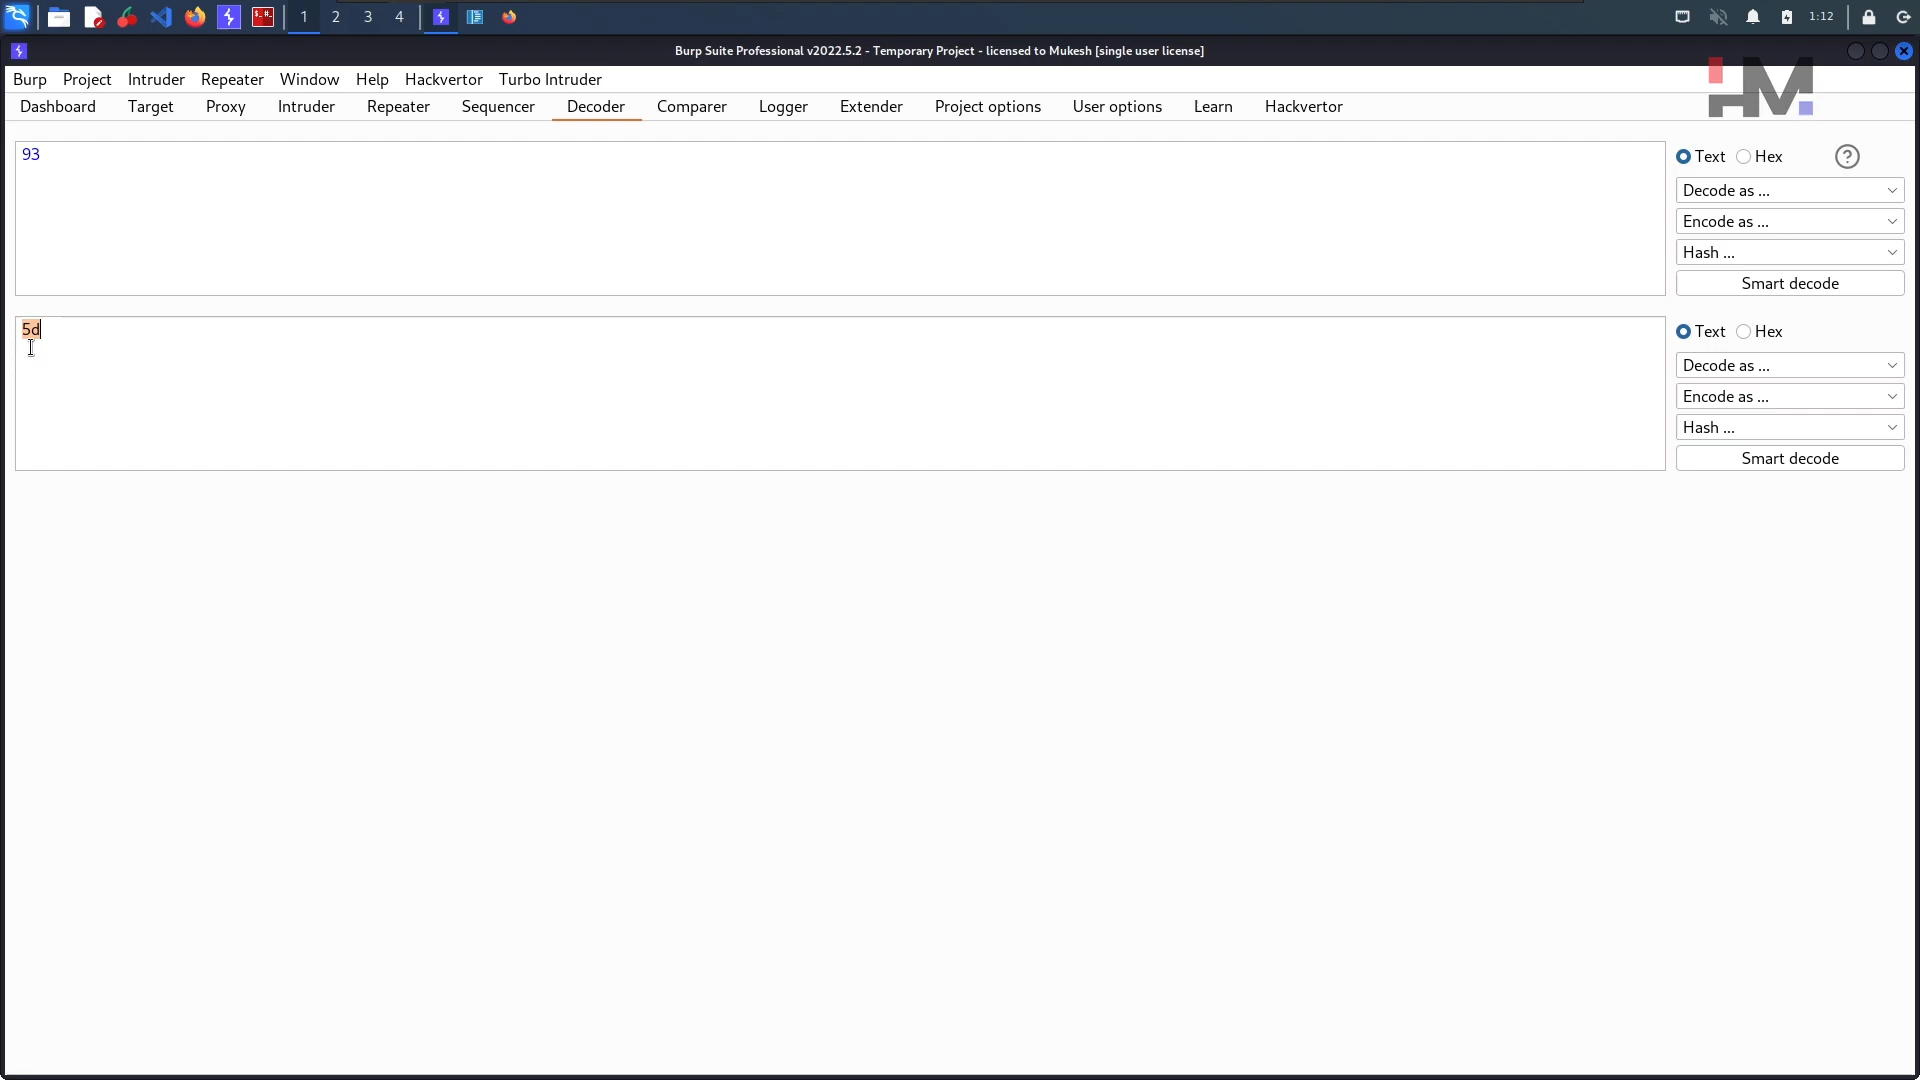 1 2 3 4 1:12
Burp Suite Professional v2022.5.2 - Temporary Project - licensed to Mukesh [single user license]
HM
Burp Project Intruder Repeater Window Help Hackvertor Turbo Intruder
Dashboard Target Proxy Intruder Repeater Sequencer Decoder Comparer Logger Extender Project options User options Learn Hackvertor
93
Text Hex ?
Decode as ...
Encode as ...
Hash ...
Smart decode
5d
Text Hex
Decode as ...
Encode as ...
Hash ...
Smart decode